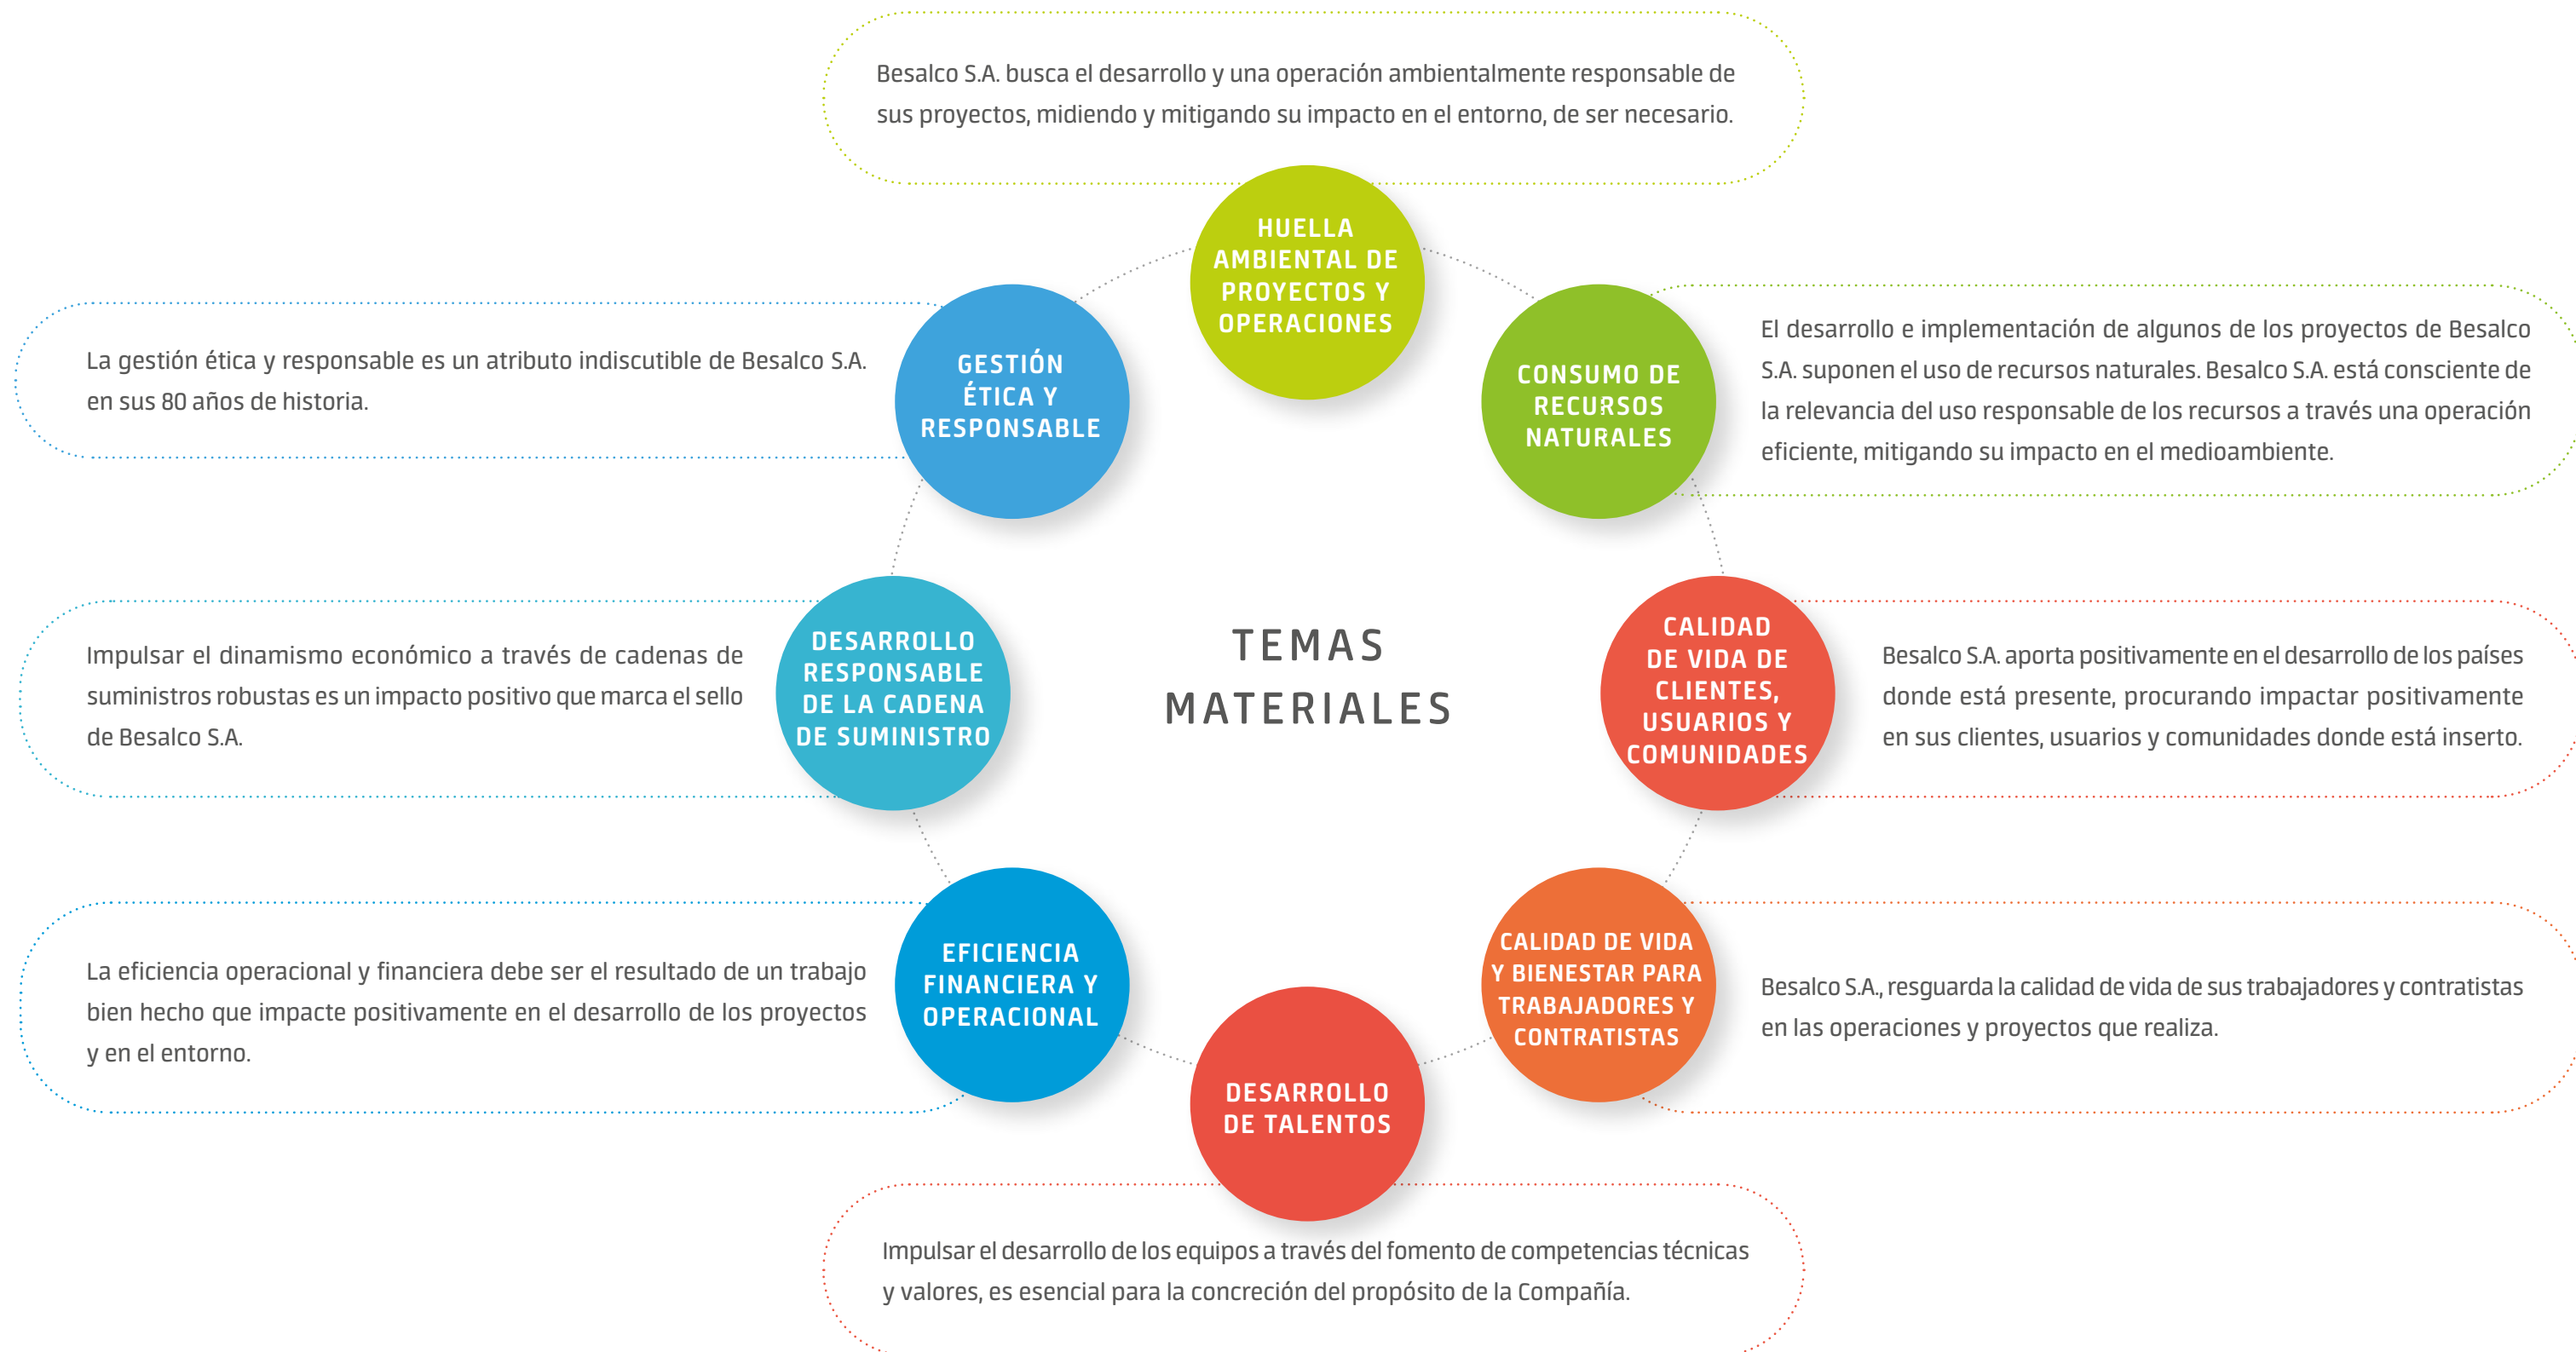 Besalco S.A. busca el desarrollo y una operación ambientalmente responsable de
sus proyectos, midiendo y mitigando su impacto en el entorno, de ser necesario.
HUELLA
AMBIENTAL DE
PROYECTOS Y
OPERACIONES
CONSUMO DE
RECURSOS
NATURALES
El desarrollo e implementación de algunos de los proyectos de Besalco
S.A. suponen el uso de recursos naturales. Besalco S.A. está consciente de
la relevancia del uso responsable de los recursos a través una operación
eficiente, mitigando su impacto en el medioambiente.
CALIDAD
DE VIDA DE
CLIENTES,
USUARIOS Y
COMUNIDADES
Besalco S.A. aporta positivamente en el desarrollo de los países
donde está presente, procurando impactar positivamente
en sus clientes, usuarios y comunidades donde está inserto.
CALIDAD DE VIDA
Y BIENESTAR PARA
TRABAJADORES Y
CONTRATISTAS
Besalco S.A., resguarda la calidad de vida de sus trabajadores y contratistas
en las operaciones y proyectos que realiza.
DESARROLLO
DE TALENTOS
Impulsar el desarrollo de los equipos a través del fomento de competencias técnicas
y valores, es esencial para la concreción del propósito de la Compañía.
EFICIENCIA
FINANCIERA Y
OPERACIONAL
La eficiencia operacional y financiera debe ser el resultado de un trabajo
bien hecho que impacte positivamente en el desarrollo de los proyectos
y en el entorno.
DESARROLLO
RESPONSABLE
DE LA CADENA
DE SUMINISTRO
Impulsar el dinamismo económico a través de cadenas de
suministros robustas es un impacto positivo que marca el sello
de Besalco S.A.
GESTIÓN
ÉTICA Y
RESPONSABLE
La gestión ética y responsable es un atributo indiscutible de Besalco S.A.
en sus 80 años de historia.
TEMAS
MATERIALES